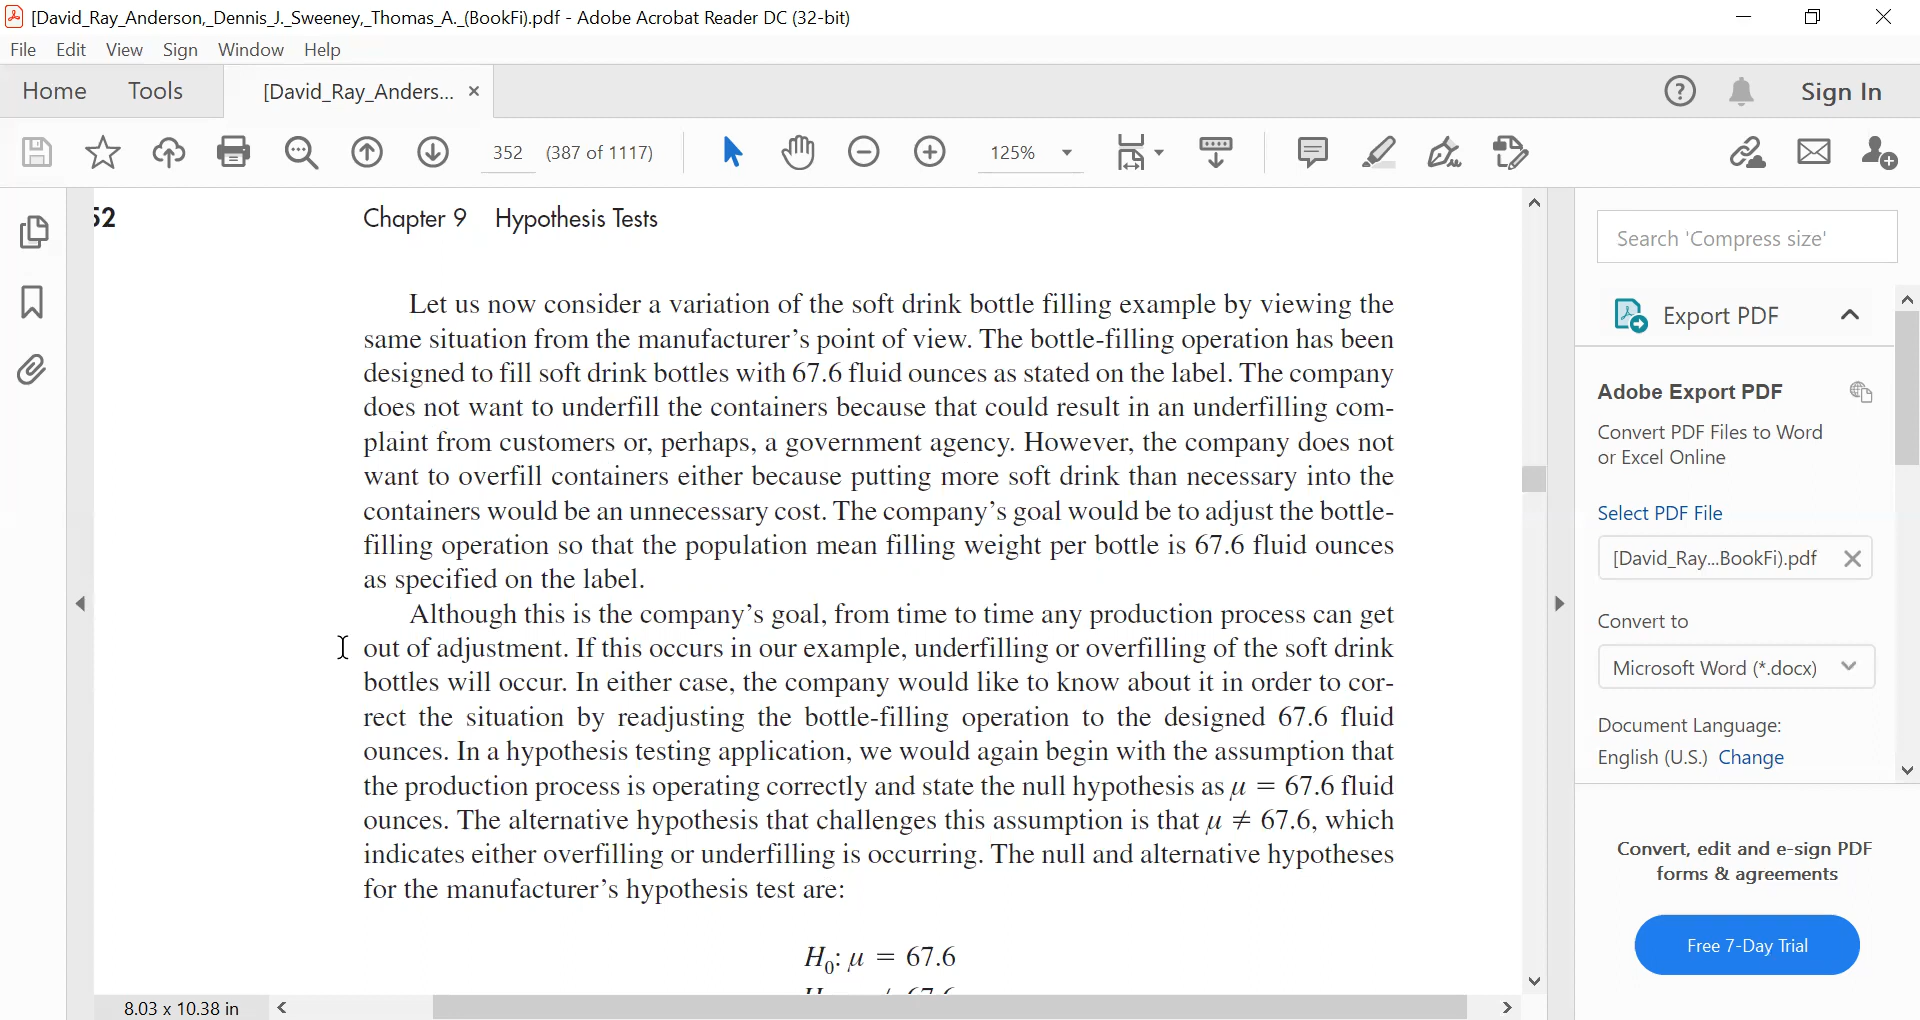 [David_Ray_Anderson,_Dennis_J._Sweeney,_Thomas_A._(BookFi).pdf - Adobe Acrobat Reader DC (32-bit)
File Edit View Sign Window Help
Home Tools [David_Ray_Anders... × Sign In
352 (387 of 1117) 125%
52 Chapter 9 Hypothesis Tests
Let us now consider a variation of the soft drink bottle filling example by viewing the
same situation from the manufacturer's point of view. The bottle-filling operation has been
designed to fill soft drink bottles with 67.6 fluid ounces as stated on the label. The company
does not want to underfill the containers because that could result in an underfilling com-
plaint from customers or, perhaps, a government agency. However, the company does not
want to overfill containers either because putting more soft drink than necessary into the
containers would be an unnecessary cost. The company's goal would be to adjust the bottle-
filling operation so that the population mean filling weight per bottle is 67.6 fluid ounces
as specified on the label.
Although this is the company's goal, from time to time any production process can get
out of adjustment. If this occurs in our example, underfilling or overfilling of the soft drink
bottles will occur. In either case, the company would like to know about it in order to cor-
rect the situation by readjusting the bottle-filling operation to the designed 67.6 fluid
ounces. In a hypothesis testing application, we would again begin with the assumption that
the production process is operating correctly and state the null hypothesis as μ = 67.6 fluid
ounces. The alternative hypothesis that challenges this assumption is that μ ≠ 67.6, which
indicates either overfilling or underfilling is occurring. The null and alternative hypotheses
for the manufacturer's hypothesis test are:
H₀: μ = 67.6
8.03 x 10.38 in
Search 'Compress size'
Export PDF
Adobe Export PDF
Convert PDF Files to Word
or Excel Online
Select PDF File
[David_Ray...BookFi).pdf
Convert to
Microsoft Word (*.docx)
Document Language:
English (U.S.) Change
Convert, edit and e-sign PDF
forms & agreements
Free 7-Day Trial